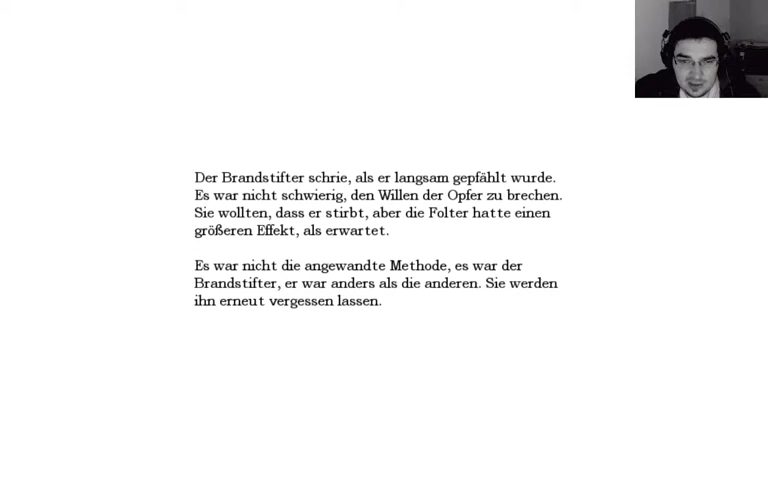 Der Brandstifter schrie, als er langsam gepfählt wurde.
Es war nicht schwierig, den Willen der Opfer zu brechen.
Sie wollten, dass er stirbt, aber die Folter hatte einen
größeren Effekt, als erwartet.
Es war nicht die angewandte Methode, es war der
Brandstifter, er war anders als die anderen. Sie werden
ihn erneut vergessen lassen.